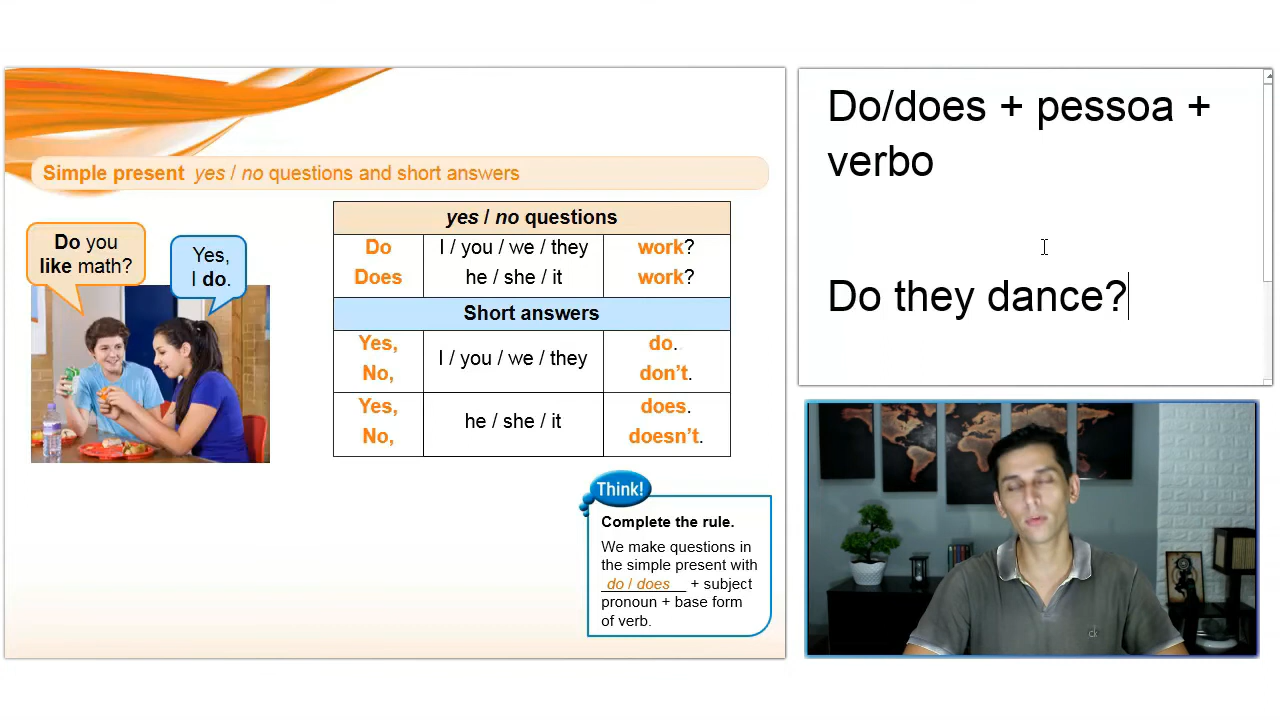 Simple present yes / no questions and short answers
Do you
like math?
Yes,
I do.
yes / no questions
Do I / you / we / they work?
Does he / she / it work?
Short answers
Yes, do.
I / you / we / they
No, don't.
Yes, does.
he / she / it
No, doesn't.
Think!
Complete the rule.
We make questions in
the simple present with
do / does + subject
pronoun + base form
of verb.
Do/does + pessoa +
verbo
Do they dance?
ck